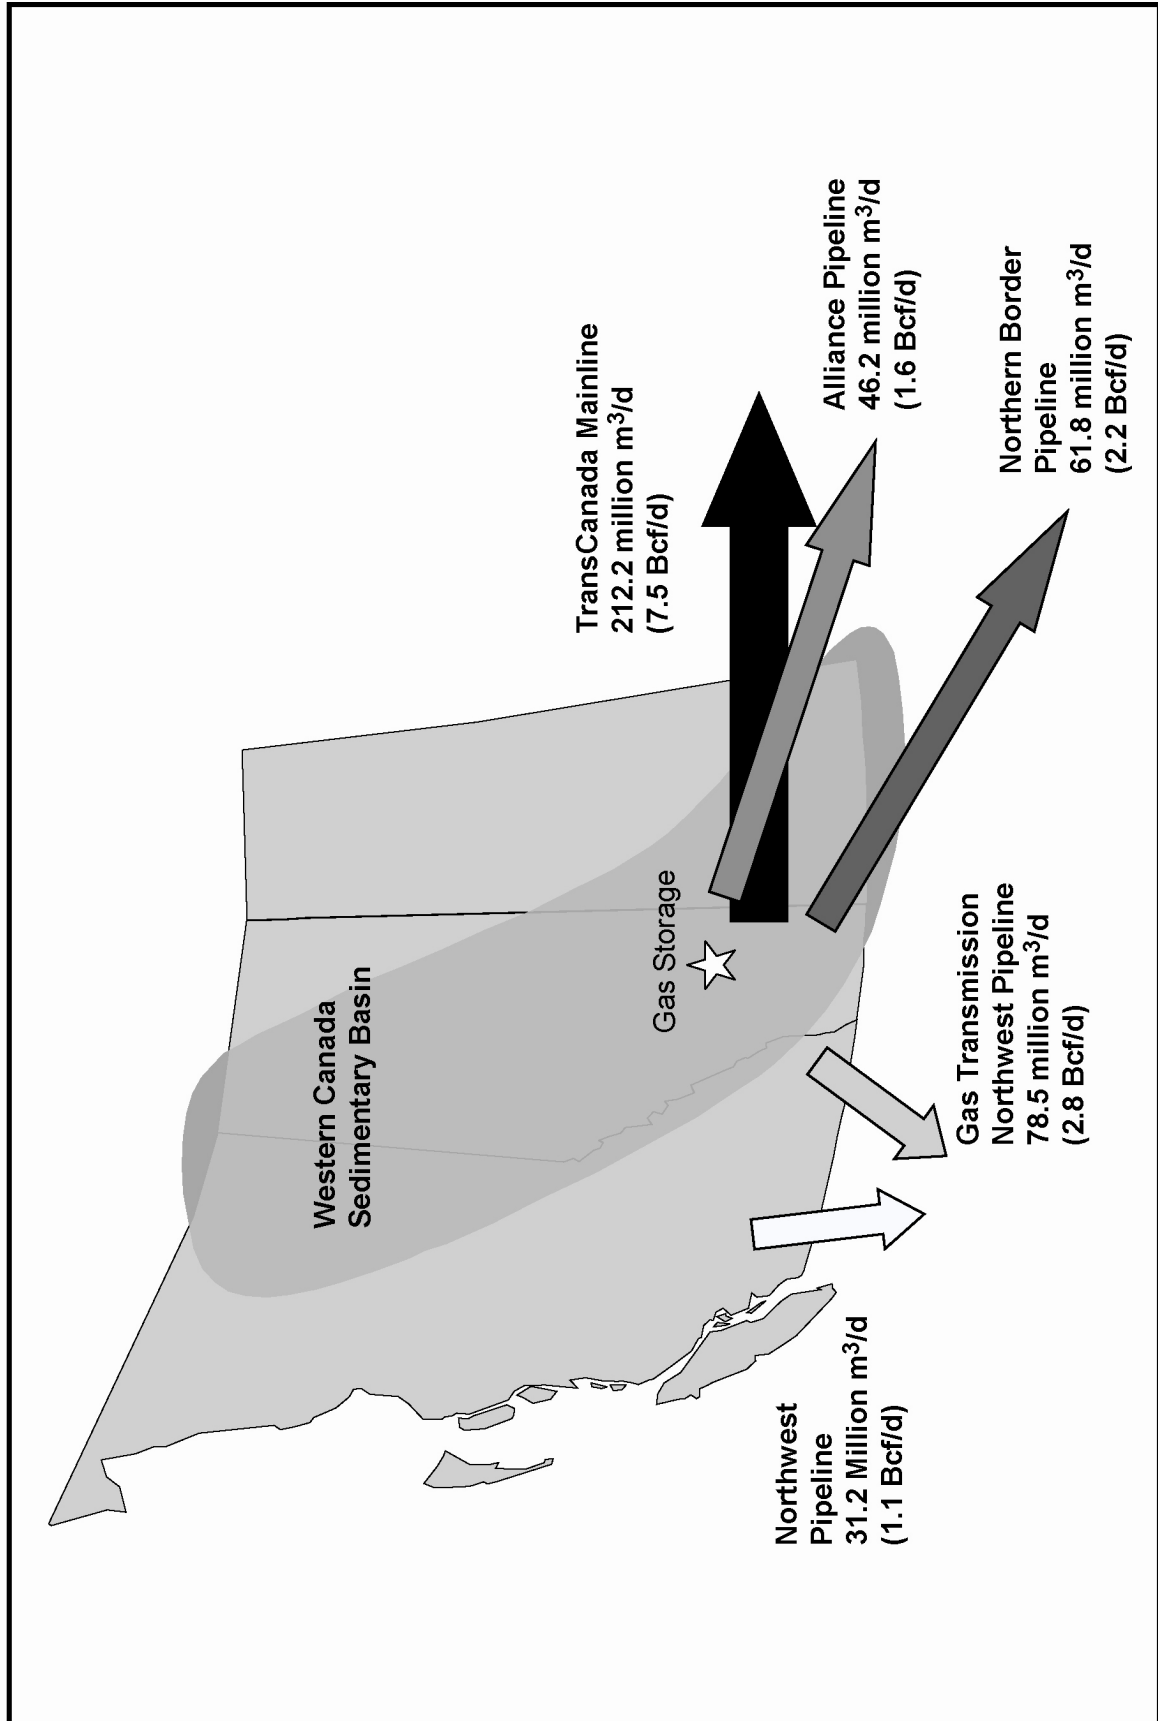 Western Canada
Sedimentary Basin
Gas Storage
TransCanada Mainline
212.2 million m³/d
(7.5 Bcf/d)
Alliance Pipeline
46.2 million m³/d
(1.6 Bcf/d)
Northern Border
Pipeline
61.8 million m³/d
(2.2 Bcf/d)
Gas Transmission
Northwest Pipeline
78.5 million m³/d
(2.8 Bcf/d)
Northwest
Pipeline
31.2 Million m³/d
(1.1 Bcf/d)